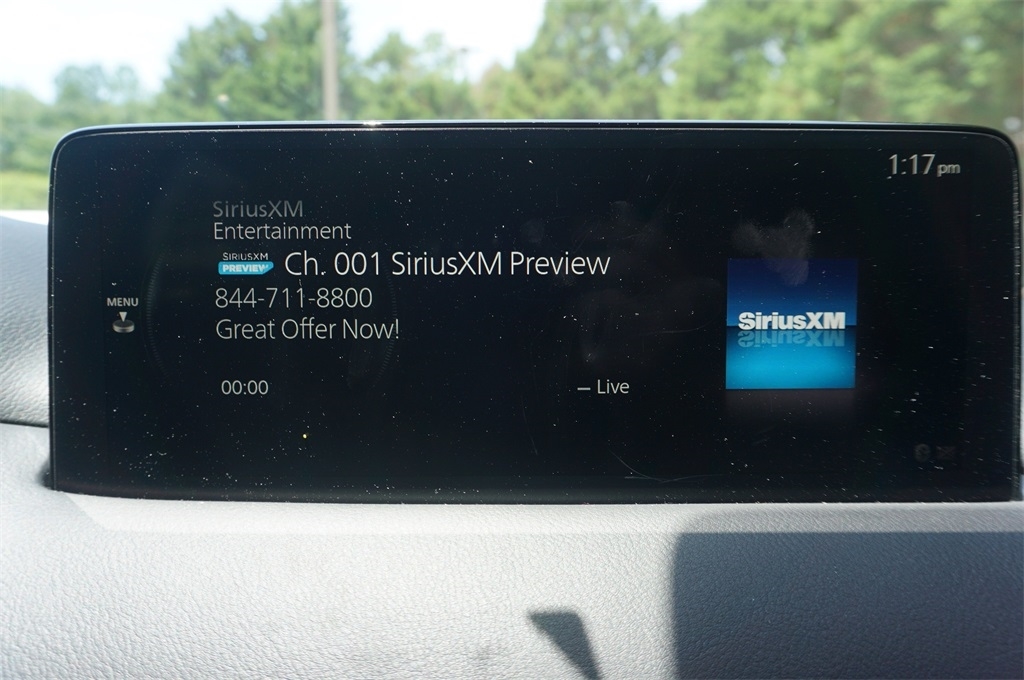 1:17 pm
SiriusXM
Entertainment
SIRIUSXM
PREVIEW
Ch. 001 SiriusXM Preview
MENU
844-711-8800
Great Offer Now!
SiriusXM
00:00
– Live